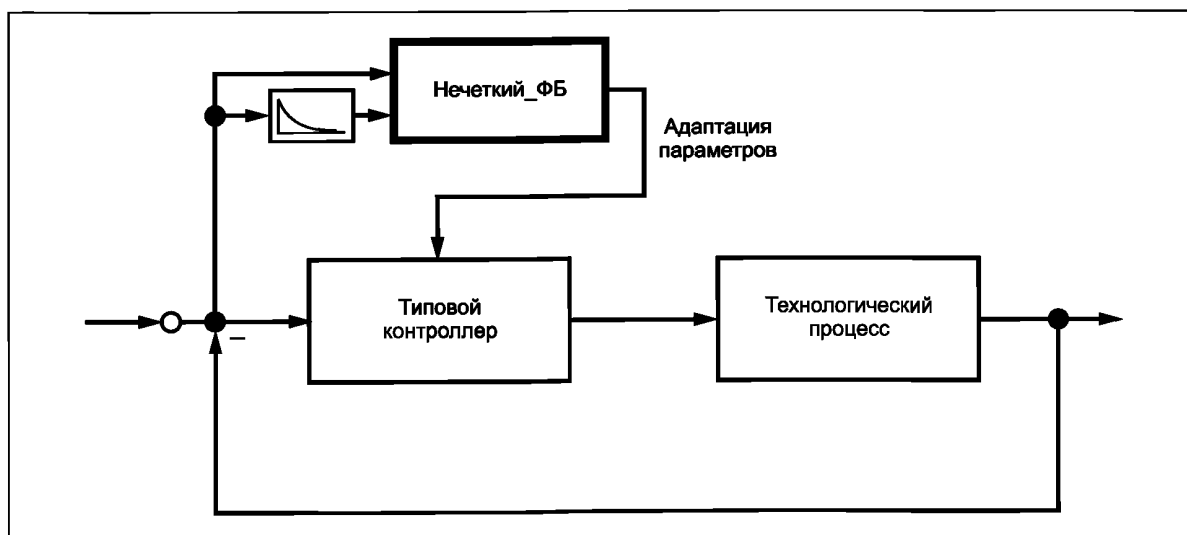 Нечеткий_ФБ
Адаптация
параметров
Типовой
контроллер
Технологический
процесс
–